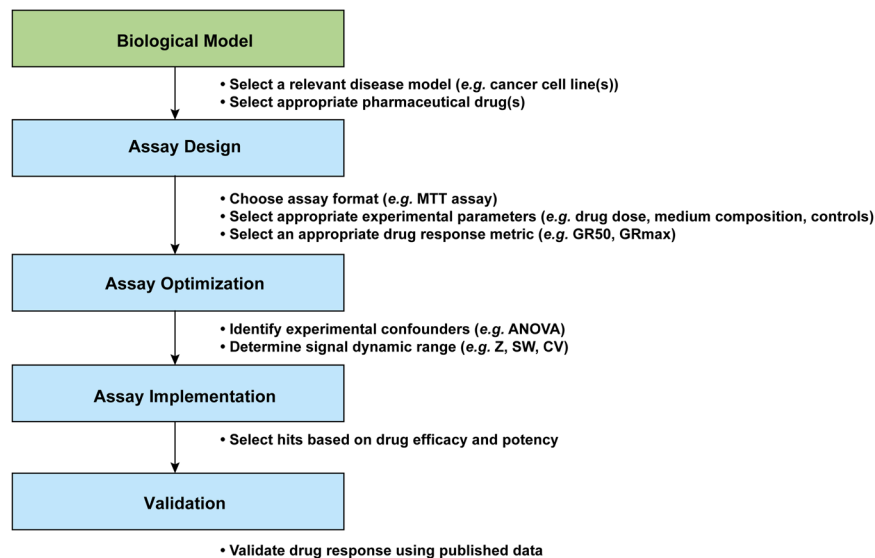 Biological Model
• Select a relevant disease model (e.g. cancer cell line(s))
• Select appropriate pharmaceutical drug(s)
Assay Design
• Choose assay format (e.g. MTT assay)
• Select appropriate experimental parameters (e.g. drug dose, medium composition, controls)
• Select an appropriate drug response metric (e.g. GR50, GRmax)
Assay Optimization
• Identify experimental confounders (e.g. ANOVA)
• Determine signal dynamic range (e.g. Z, SW, CV)
Assay Implementation
• Select hits based on drug efficacy and potency
Validation
• Validate drug response using published data